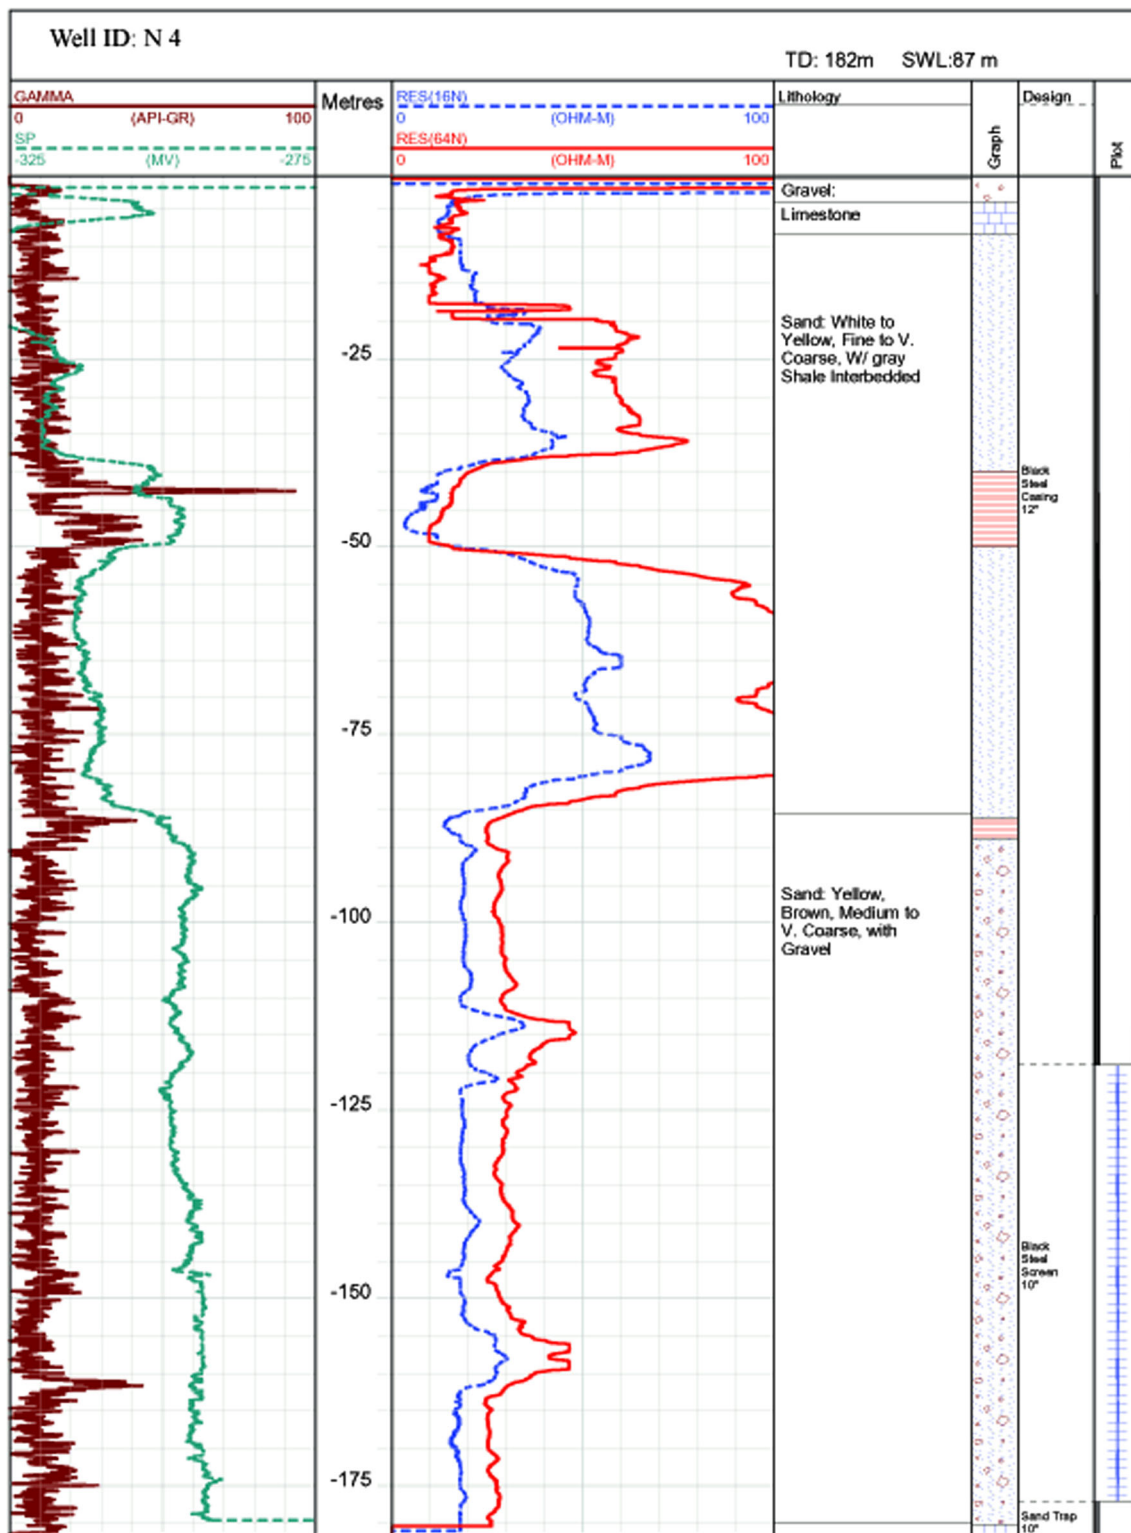 Well ID: N 4
TD: 182m SWL:87 m
GAMMA
0 (API-GR) 100
SP
-325 (MV) -275
Metres
RES(16N)
0 (OHM-M) 100
RES(64N)
0 (OHM-M) 100
Lithology
Graph
Design
Plot
Gravel:
Limestone
Sand: White to
Yellow, Fine to V.
Coarse, W/ gray
Shale Interbedded
-25
Black
Steel
Casing
12"
-50
-75
Sand: Yellow,
Brown, Medium to
V. Coarse, with
Gravel
-100
-125
Black
Steel
Screen
10"
-150
-175
Sand Trap
10"